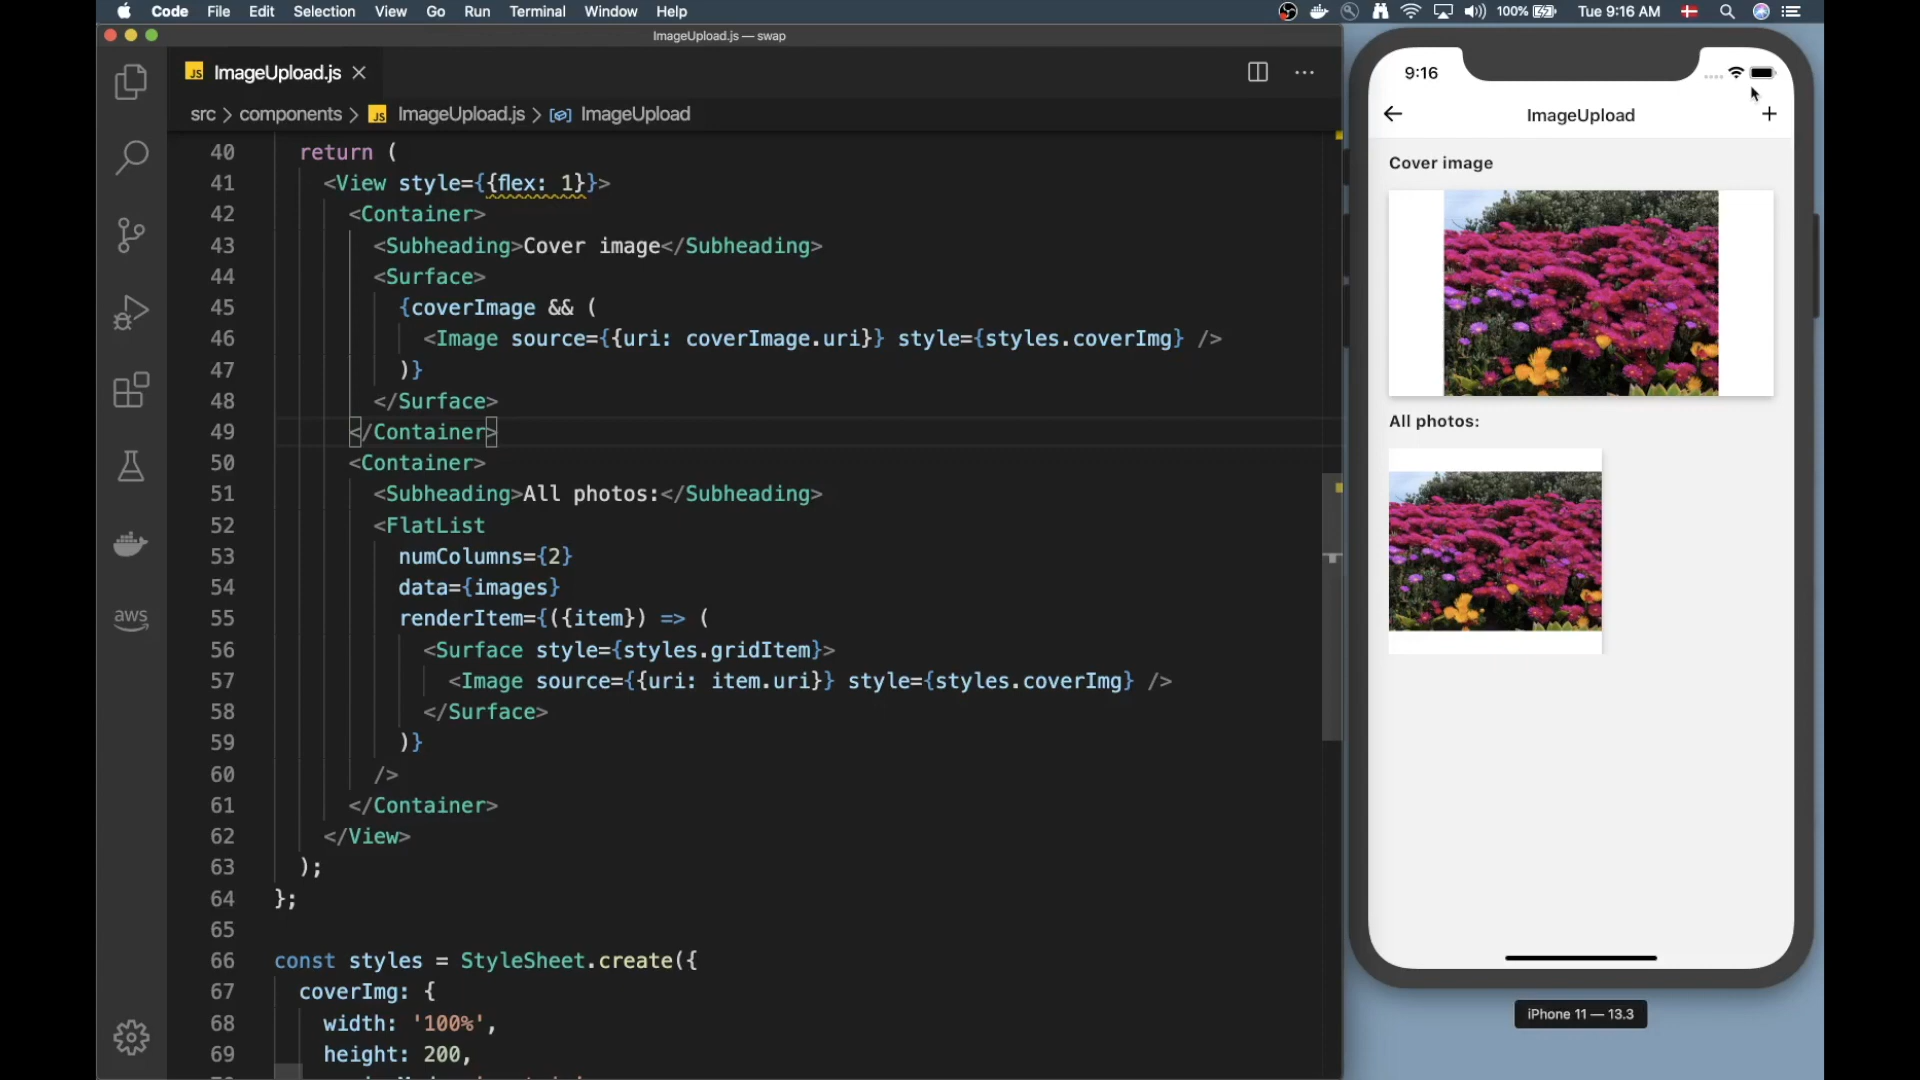 Code File Edit Selection View Go Run Terminal Window Help
100% Tue 9:16 AM
ImageUpload.js — swap
JS ImageUpload.js
src > components > JS ImageUpload.js > ImageUpload
40 return (
41 <View style={{flex: 1}}>
42 <Container>
43 <Subheading>Cover image</Subheading>
44 <Surface>
45 {coverImage && (
46 <Image source={{uri: coverImage.uri}} style={styles.coverImg} />
47 )}
48 </Surface>
49 </Container>
50 <Container>
51 <Subheading>All photos:</Subheading>
52 <FlatList
53 numColumns={2}
54 data={images}
55 renderItem={({item}) => (
56 <Surface style={styles.gridItem}>
57 <Image source={{uri: item.uri}} style={styles.coverImg} />
58 </Surface>
59 )}
60 />
61 </Container>
62 </View>
63 );
64 };
65
66 const styles = StyleSheet.create({
67 coverImg: {
68 width: '100%',
69 height: 200,
aws
9:16
ImageUpload
Cover image
All photos:
iPhone 11 — 13.3